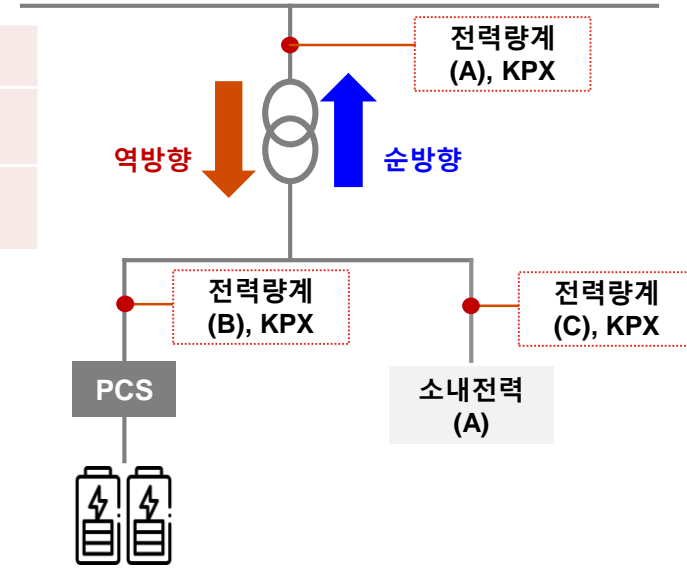 전력량계
(A), KPX
역방향
순방향
전력량계
(B), KPX
전력량계
(C), KPX
PCS
소내전력
(A)